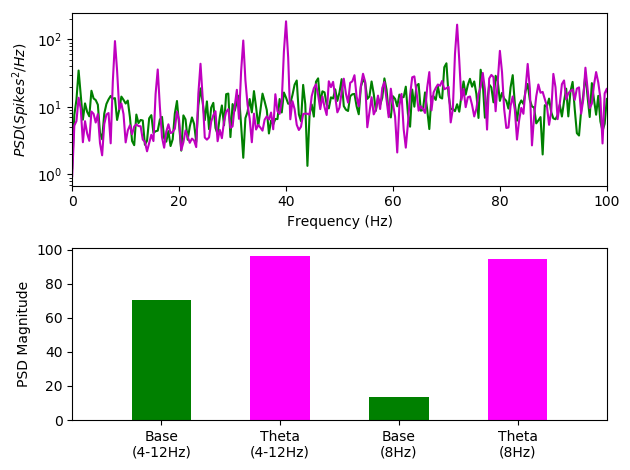 PSD(Spikes²/Hz)
10²
10¹
10⁰
0 20 40 60 80 100
Frequency (Hz)
PSD Magnitude
100
80
60
40
20
0
Base Theta Base Theta
(4-12Hz) (4-12Hz) (8Hz) (8Hz)